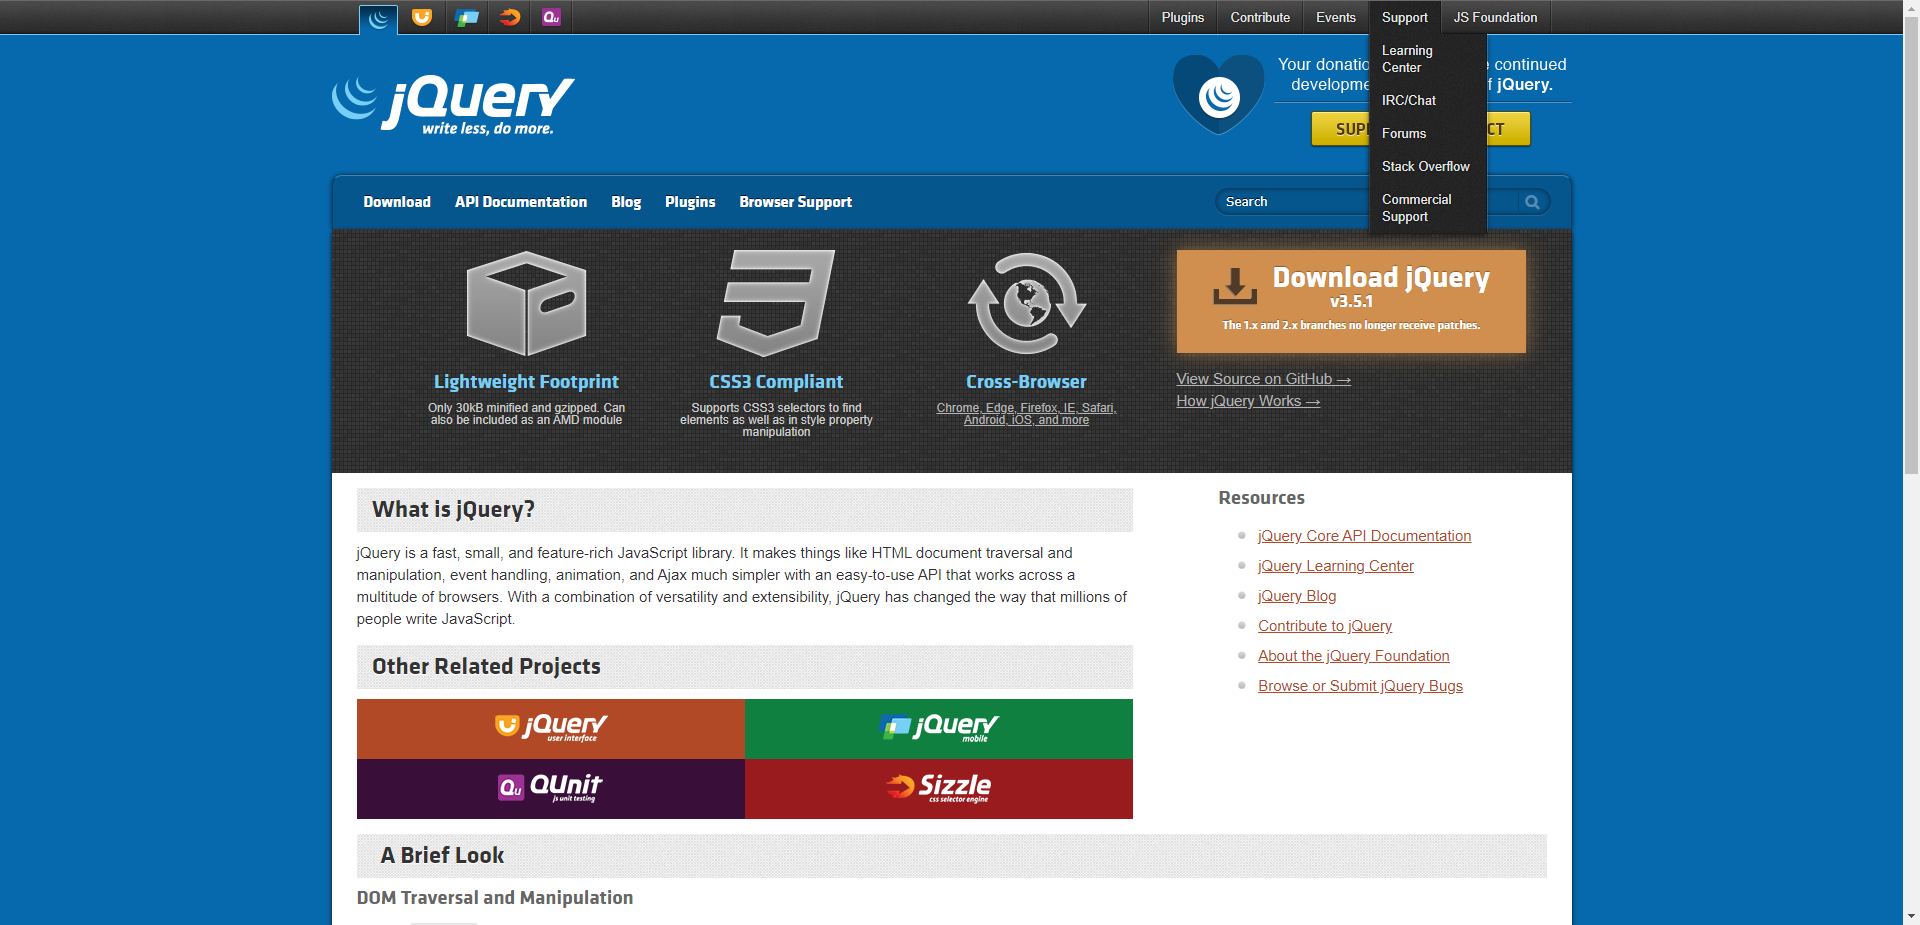 Plugins
Contribute
Events
Support
JS Foundation
Learning
Center
IRC/Chat
Forums
Stack Overflow
Commercial
Support
jQuery
write less, do more.
Your continued
jQuery.
Download
API Documentation
Blog
Plugins
Browser Support
Search
Lightweight Footprint
Only 30kB minified and gzipped. Can
also be included as an AMD module
CSS3 Compliant
Supports CSS3 selectors to find
elements as well as in style property
manipulation
Cross-Browser
Chrome, Edge, Firefox, IE, Safari,
Android, iOS, and more
Download jQuery
v3.5.1
The 1.x and 2.x branches no longer receive patches.
View Source on GitHub →
How jQuery Works →
What is jQuery?
jQuery is a fast, small, and feature-rich JavaScript library. It makes things like HTML document traversal and
manipulation, event handling, animation, and Ajax much simpler with an easy-to-use API that works across a
multitude of browsers. With a combination of versatility and extensibility, jQuery has changed the way that millions of
people write JavaScript.
Resources
jQuery Core API Documentation
jQuery Learning Center
jQuery Blog
Contribute to jQuery
About the jQuery Foundation
Browse or Submit jQuery Bugs
Other Related Projects
jQuery
user interface
jQuery
mobile
Qu QUnit
js unit testing
Sizzle
css selector engine
A Brief Look
DOM Traversal and Manipulation